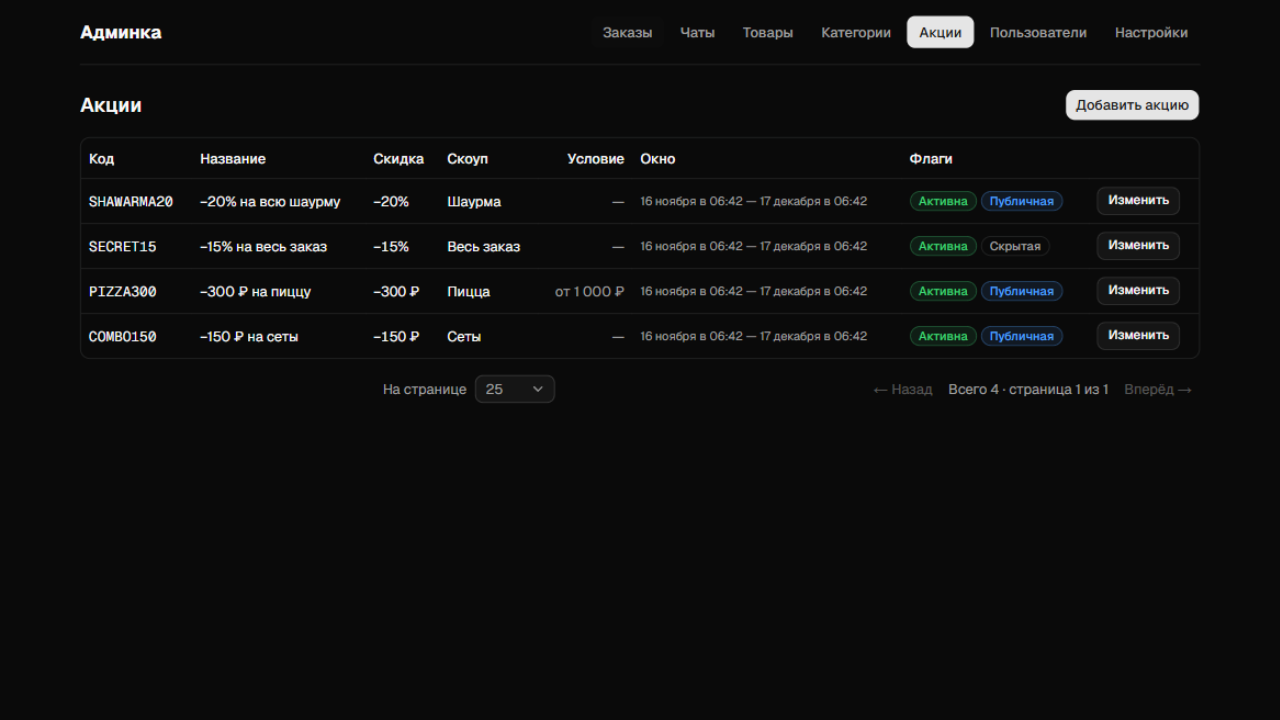 Админка Заказы Чаты Товары Категории Акции Пользователи Настройки
Акции Добавить акцию
Код Название Скидка Скоуп Условие Окно Флаги
SHAWARMA20 −20% на всю шаурму −20% Шаурма — 16 ноября в 06:42 — 17 декабря в 06:42 Активна Публичная Изменить
SECRET15 −15% на весь заказ −15% Весь заказ — 16 ноября в 06:42 — 17 декабря в 06:42 Активна Скрытая Изменить
PIZZA300 −300 ₽ на пиццу −300 ₽ Пицца от 1 000 ₽ 16 ноября в 06:42 — 17 декабря в 06:42 Активна Публичная Изменить
COMBO150 −150 ₽ на сеты −150 ₽ Сеты — 16 ноября в 06:42 — 17 декабря в 06:42 Активна Публичная Изменить
На странице 25 ← Назад Всего 4 · страница 1 из 1 Вперёд →